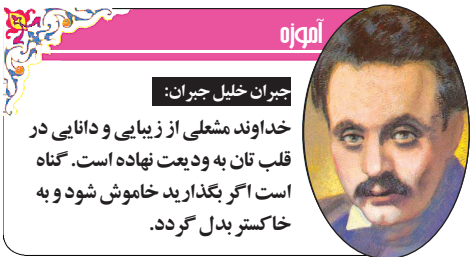 آموزه
جبران خلیل جبران:
خداوند مشعلی از زیبایی و دانایی در
قلب تان به ودیعت نهاده است. گناه
است اگر بگذارید خاموش شود و به
خاکستر بدل گردد.